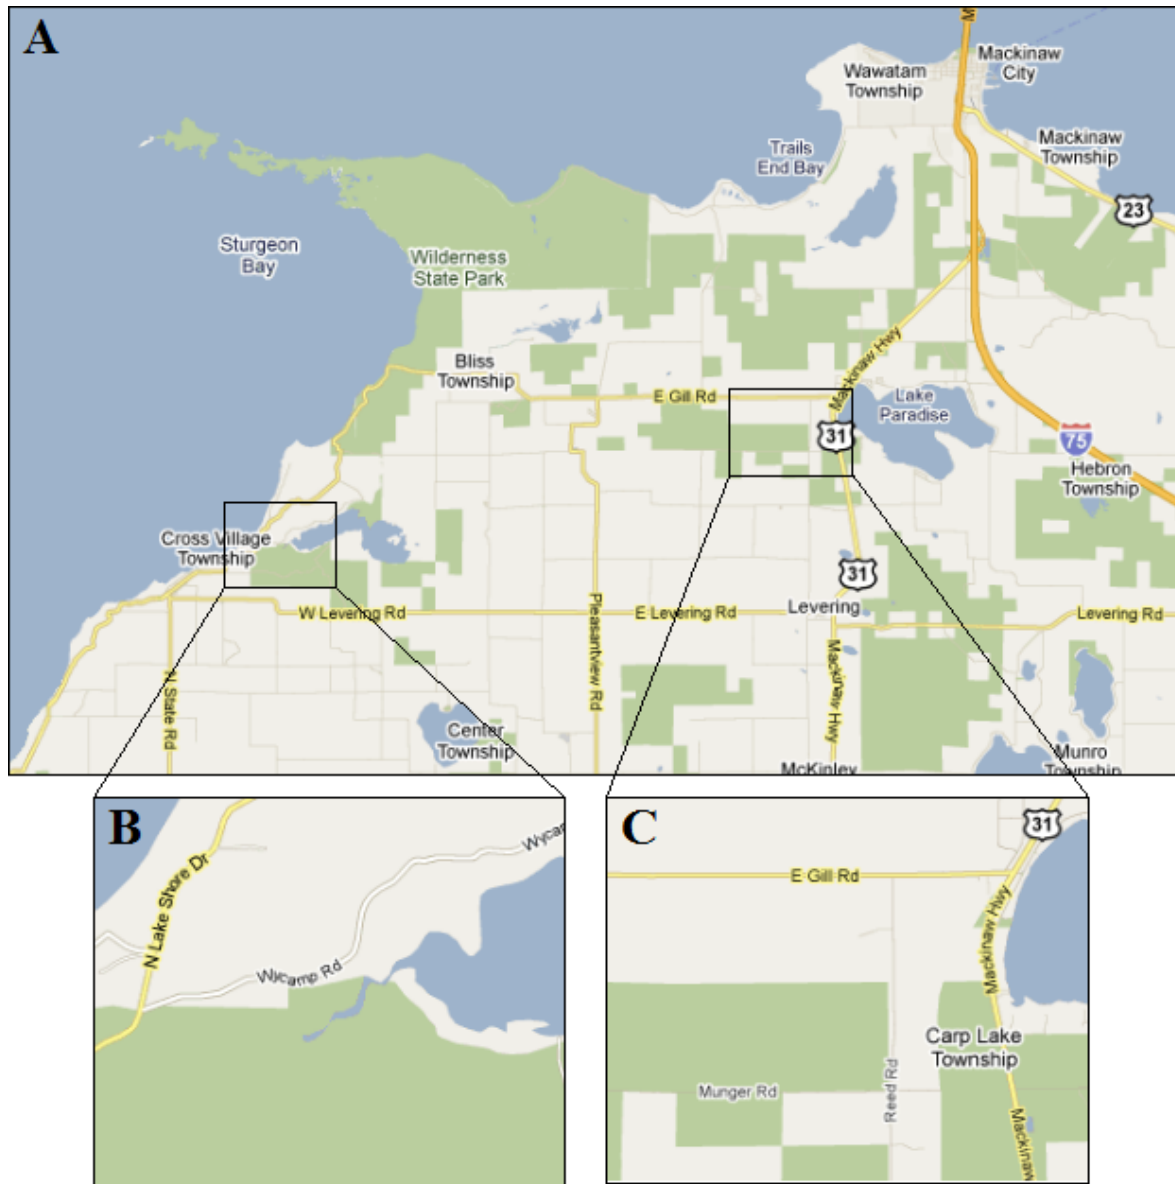 A
M
Mackinaw
City
Wawatam
Township
Mackinaw
Township
Trails
End Bay
23
Sturgeon
Bay
Wilderness
State Park
Bliss
Township
Mackinaw Hwy
E Gill Rd
Lake
Paradise
31
75
Hebron
Township
Cross Village
Township
31
W Levering Rd
E Levering Rd
Levering
Levering Rd
Pleasantview Rd
N State Rd
Mackinaw Hwy
Center
Township
Munro
Township
McKinley
B
N Lake Shore Dr
Wycamp Rd
Wycam
C
31
E Gill Rd
Mackinaw Hwy
Carp Lake
Township
Munger Rd
Reed Rd
Mackinaw